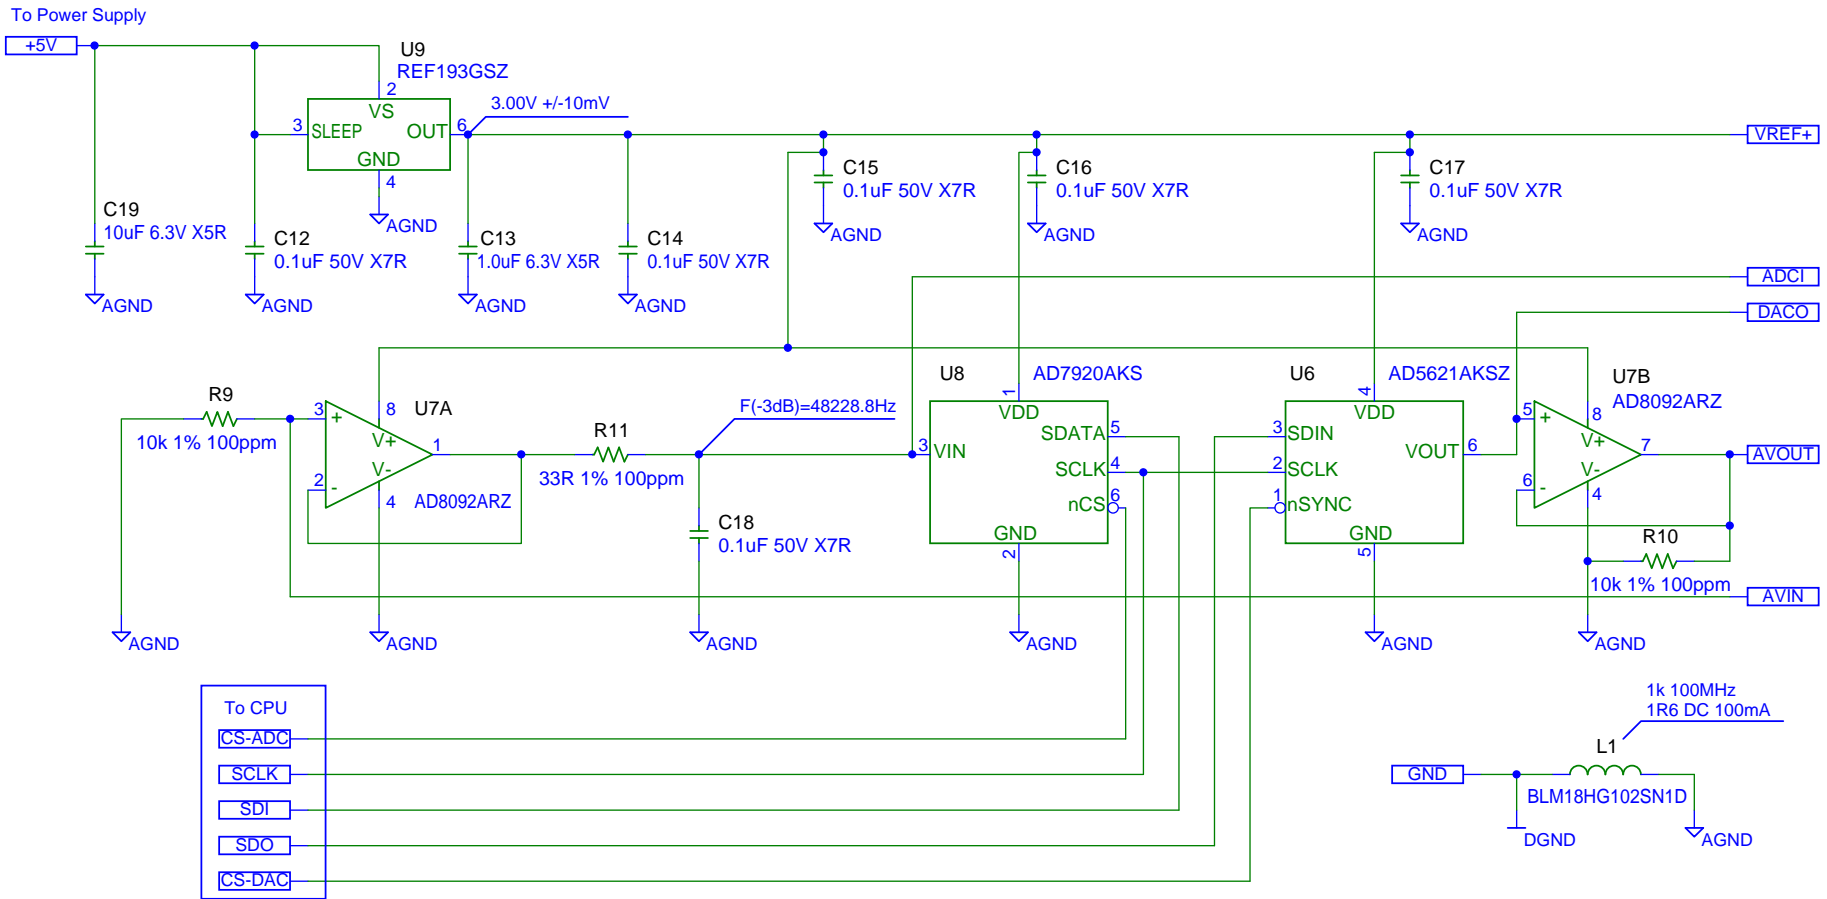 To Power Supply
+5V
U9
REF193GSZ
2
VS
3
SLEEP
OUT
6
GND
4
AGND
3.00V +/-10mV
VREF+
C19
10uF 6.3V X5R
AGND
C12
0.1uF 50V X7R
AGND
C13
1.0uF 6.3V X5R
AGND
C14
0.1uF 50V X7R
AGND
C15
0.1uF 50V X7R
AGND
C16
0.1uF 50V X7R
AGND
C17
0.1uF 50V X7R
AGND
ADCI
DACO
R9
10k 1% 100ppm
AGND
U7A
3
+
8
V+
1
V-
2
-
4
AD8092ARZ
AGND
R11
33R 1% 100ppm
F(-3dB)=48228.8Hz
C18
0.1uF 50V X7R
AGND
U8
AD7920AKS
1
VDD
SDATA
5
3
VIN
SCLK
4
nCS
6
GND
2
AGND
U6
AD5621AKSZ
4
VDD
3
SDIN
VOUT
6
2
SCLK
1
nSYNC
GND
5
AGND
U7B
AD8092ARZ
5
+
8
V+
7
V-
6
-
4
AVOUT
R10
10k 1% 100ppm
AVIN
AGND
To CPU
CS-ADC
SCLK
SDI
SDO
CS-DAC
1k 100MHz
1R6 DC 100mA
L1
GND
BLM18HG102SN1D
DGND
AGND